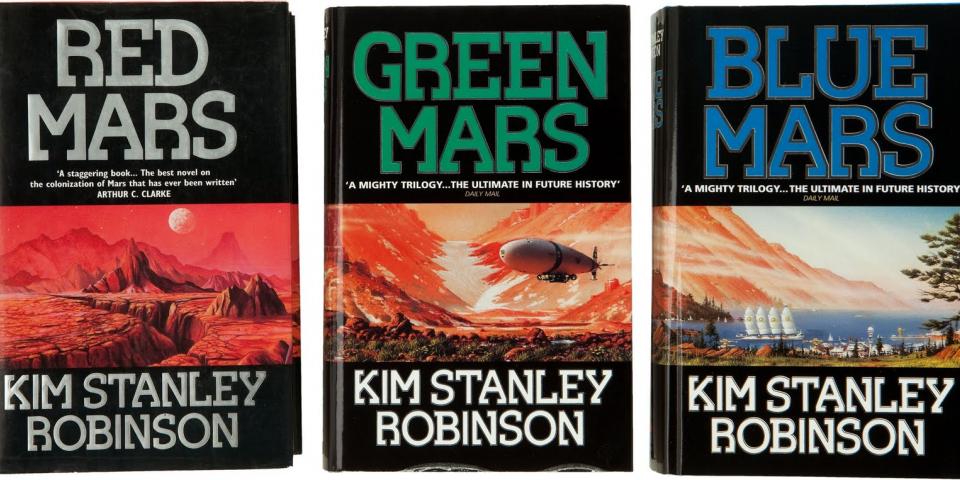 RED
MARS
'A staggering book... The best novel on
the colonization of Mars that has ever been written'
ARTHUR C. CLARKE
KIM STANLEY
ROBINSON
GREEN
MARS
'A MIGHTY TRILOGY...THE ULTIMATE IN FUTURE HISTORY'
DAILY MAIL
KIM STANLEY
ROBINSON
BLUE
MARS
'A MIGHTY TRILOGY...THE ULTIMATE IN FUTURE HISTORY
DAILY MAIL
KIM STANLEY
ROBINSON